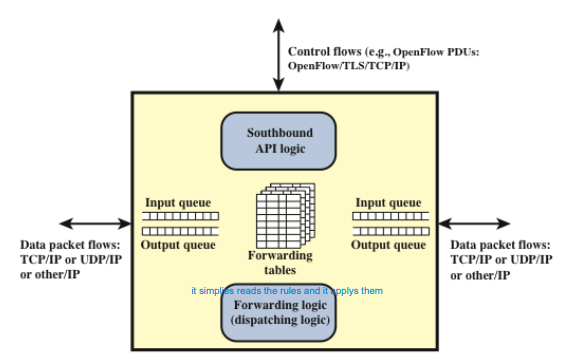 Control flows (e.g., OpenFlow PDUs:
OpenFlow/TLS/TCP/IP)
Southbound
API logic
Input queue
Output queue
Input queue
Output queue
Forwarding
tables
Data packet flows:
TCP/IP or UDP/IP
or other/IP
Data packet flows:
TCP/IP or UDP/IP
or other/IP
it simplies reads the rules and it applys them
Forwarding logic
(dispatching logic)